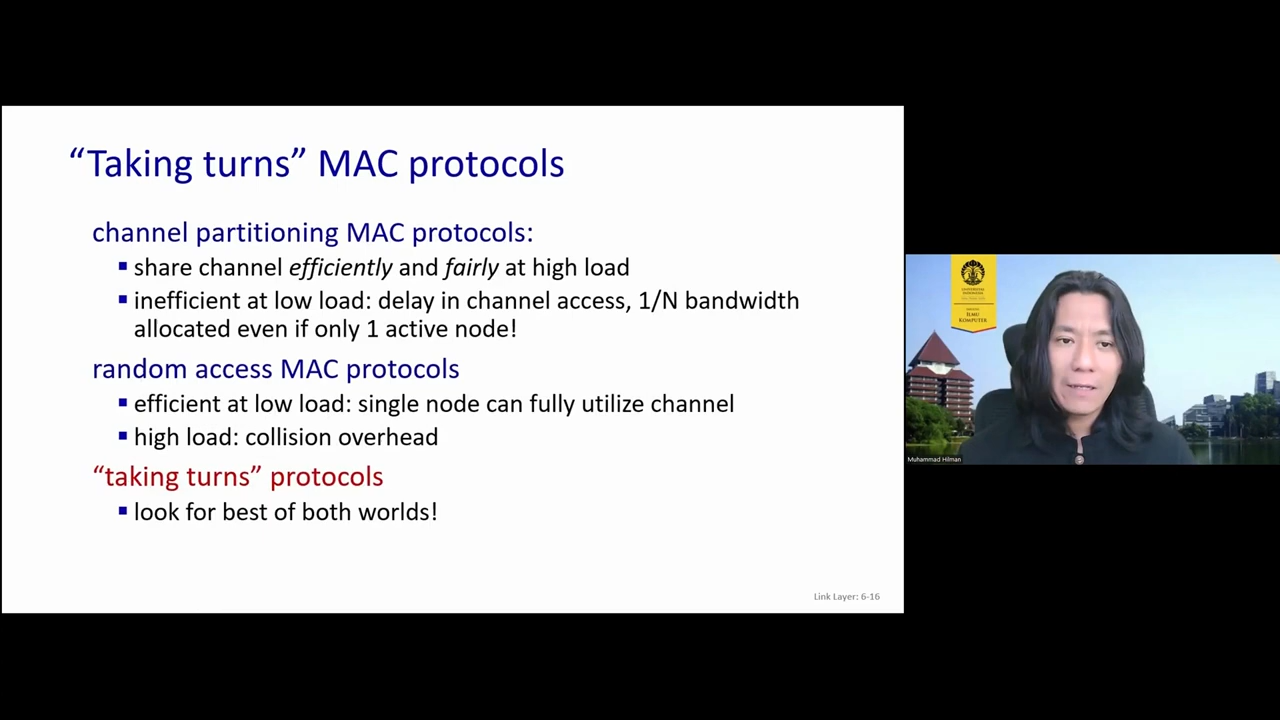 “Taking turns” MAC protocols
channel partitioning MAC protocols:
▪ share channel efficiently and fairly at high load
▪ inefficient at low load: delay in channel access, 1/N bandwidth
allocated even if only 1 active node!
random access MAC protocols
▪ efficient at low load: single node can fully utilize channel
▪ high load: collision overhead
“taking turns” protocols
▪ look for best of both worlds!
Link Layer: 6-16
ILMU
KOMPUTER
Muhammad Hilman